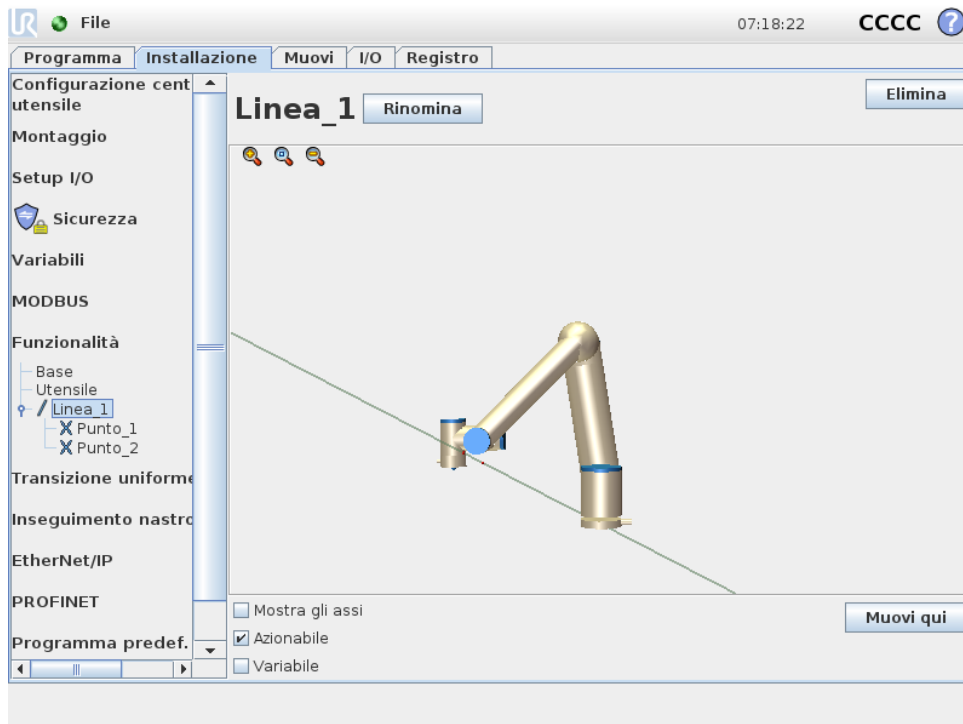 UR File 07:18:22 CCCC ?
Programma Installazione Muovi I/O Registro
Configurazione cent
utensile
Montaggio
Setup I/O
Sicurezza
Variabili
MODBUS
Funzionalità
Base
Utensile
Linea_1
Punto_1
Punto_2
Transizione uniforme
Inseguimento nastro
EtherNet/IP
PROFINET
Programma predef.
Linea_1 Rinomina Elimina
Mostra gli assi
Azionabile
Variabile
Muovi qui